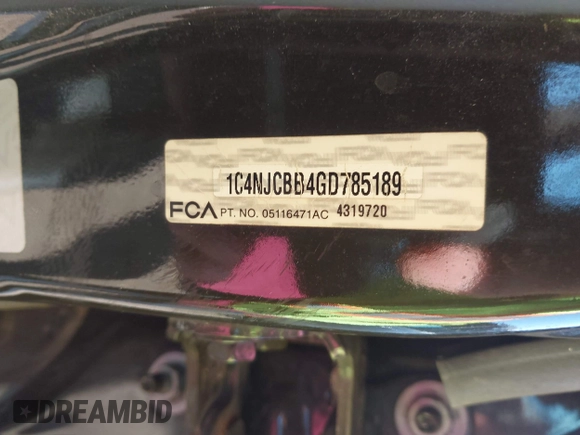 1C4NJCBB4GD785189
FCA PT. NO. 05116471AC 4319720
DREAMBID